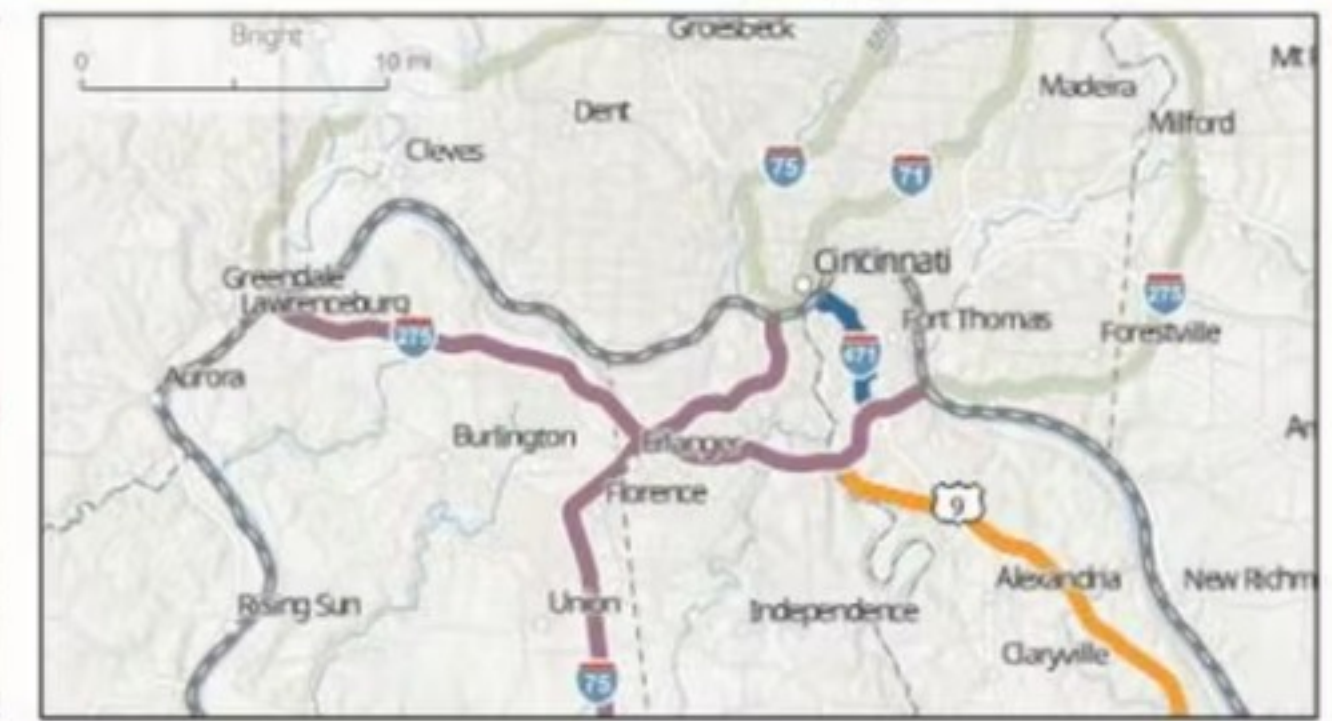 Groesbeck
Bright
0 10 mi
Madeira
Dent
Milford
Cleves
75
71
Cincinnati
Greendale
Lawrenceburg
275
Fort Thomas
Forestville
275
471
Aurora
Burlington
Erlanger
Florence
9
Alexandria
New Richm
Rising Sun
Union
Independence
Claryville
75